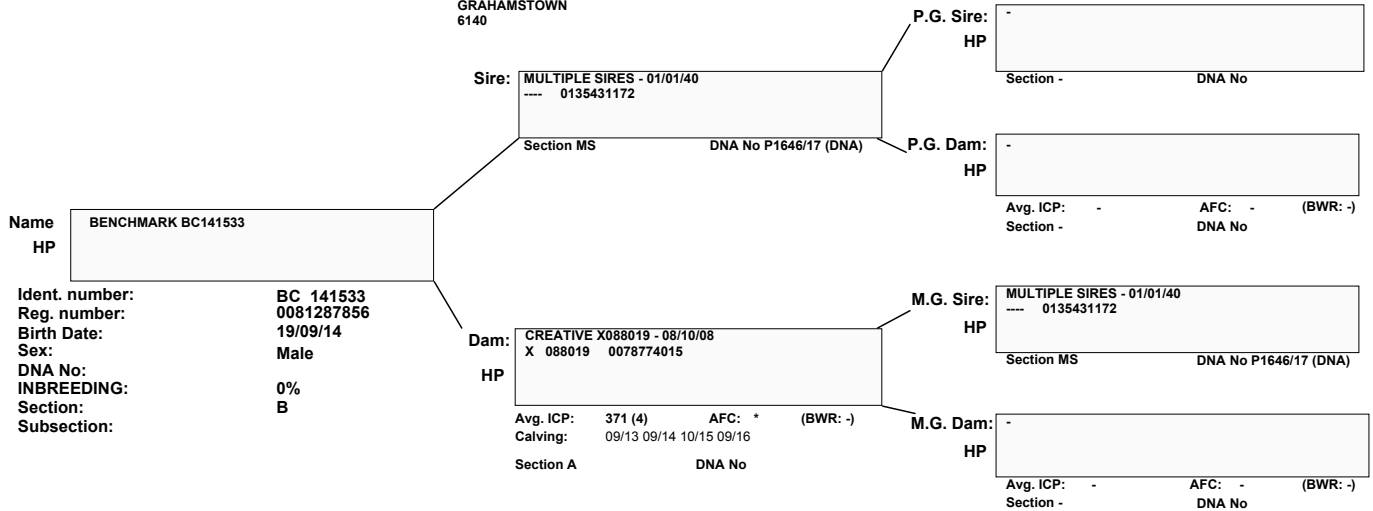 GRAHAMSTOWN
6140
P.G. Sire: -
HP
Section - DNA No
Sire: MULTIPLE SIRES - 01/01/40
---- 0135431172
Section MS DNA No P1646/17 (DNA)
P.G. Dam: -
HP
Avg. ICP: - AFC: - (BWR: -)
Section - DNA No
Name BENCHMARK BC141533
HP
Ident. number: BC 141533
Reg. number: 0081287856
Birth Date: 19/09/14
Sex: Male
DNA No:
INBREEDING: 0%
Section: B
Subsection:
M.G. Sire: MULTIPLE SIRES - 01/01/40
---- 0135431172
HP
Section MS DNA No P1646/17 (DNA)
Dam: CREATIVE X088019 - 08/10/08
X 088019 0078774015
HP
Avg. ICP: 371 (4) AFC: * (BWR: -)
Calving: 09/13 09/14 10/15 09/16
Section A DNA No
M.G. Dam: -
HP
Avg. ICP: - AFC: - (BWR: -)
Section - DNA No